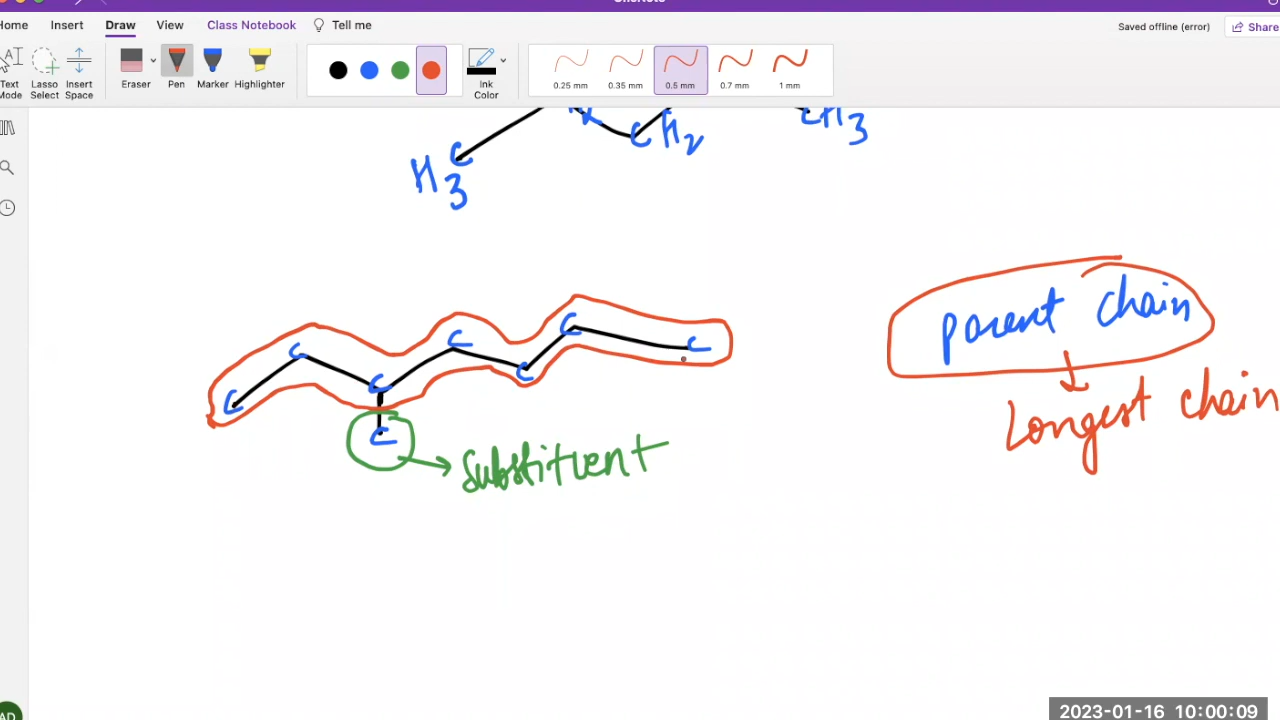 Home Insert Draw View Class Notebook Tell me
Saved offline (error) Share
Text Mode
Lasso Select
Insert Space
Eraser
Pen
Marker
Highlighter
Ink Color
0.25 mm 0.35 mm 0.5 mm 0.7 mm 1 mm
H3C
CH2
CH3
parent chain
Longest chain
C C C C C C C
C
Substituent
AD
2023-01-16 10:00:09